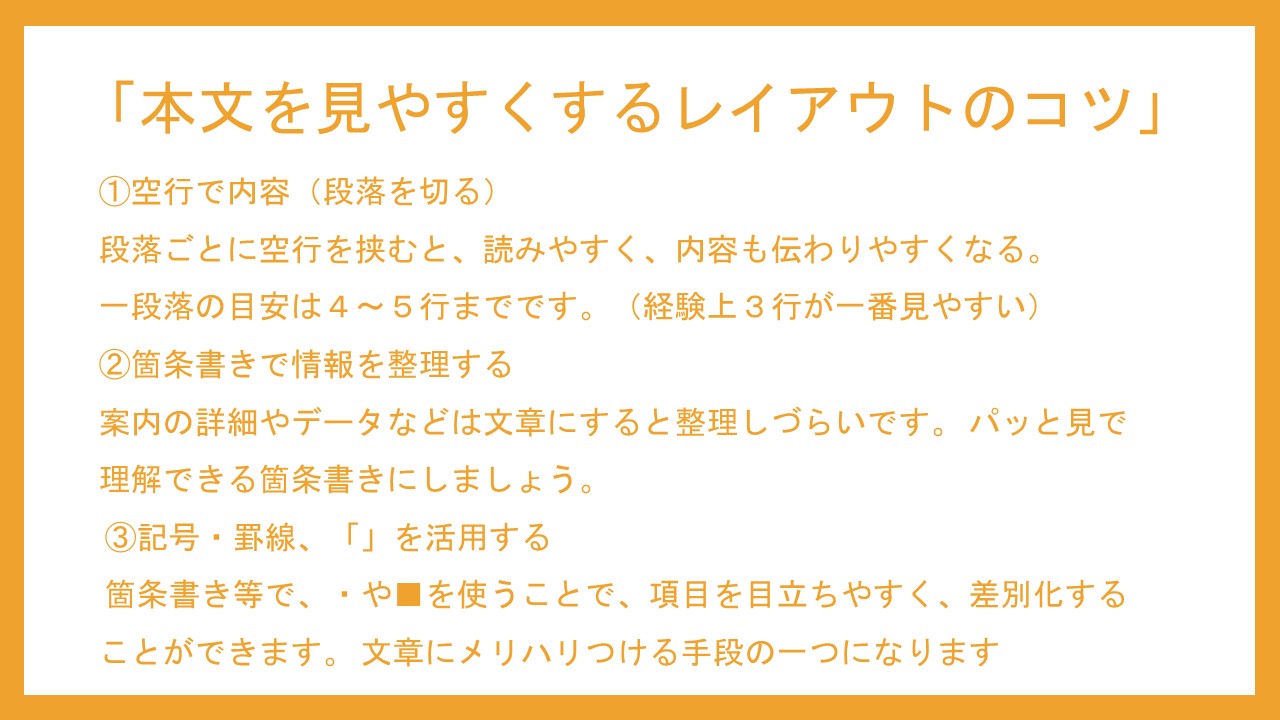 「本文を見やすくするレイアウトのコツ」
①空行で内容（段落を切る）
段落ごとに空行を挟むと、読みやすく、内容も伝わりやすくなる。
一段落の目安は４～５行までです。（経験上３行が一番見やすい）
②箇条書きで情報を整理する
案内の詳細やデータなどは文章にすると整理しづらいです。パッと見で
理解できる箇条書きにしましょう。
③記号・罫線、「」を活用する
箇条書き等で、・や■を使うことで、項目を目立ちやすく、差別化する
ことができます。文章にメリハリつける手段の一つになります